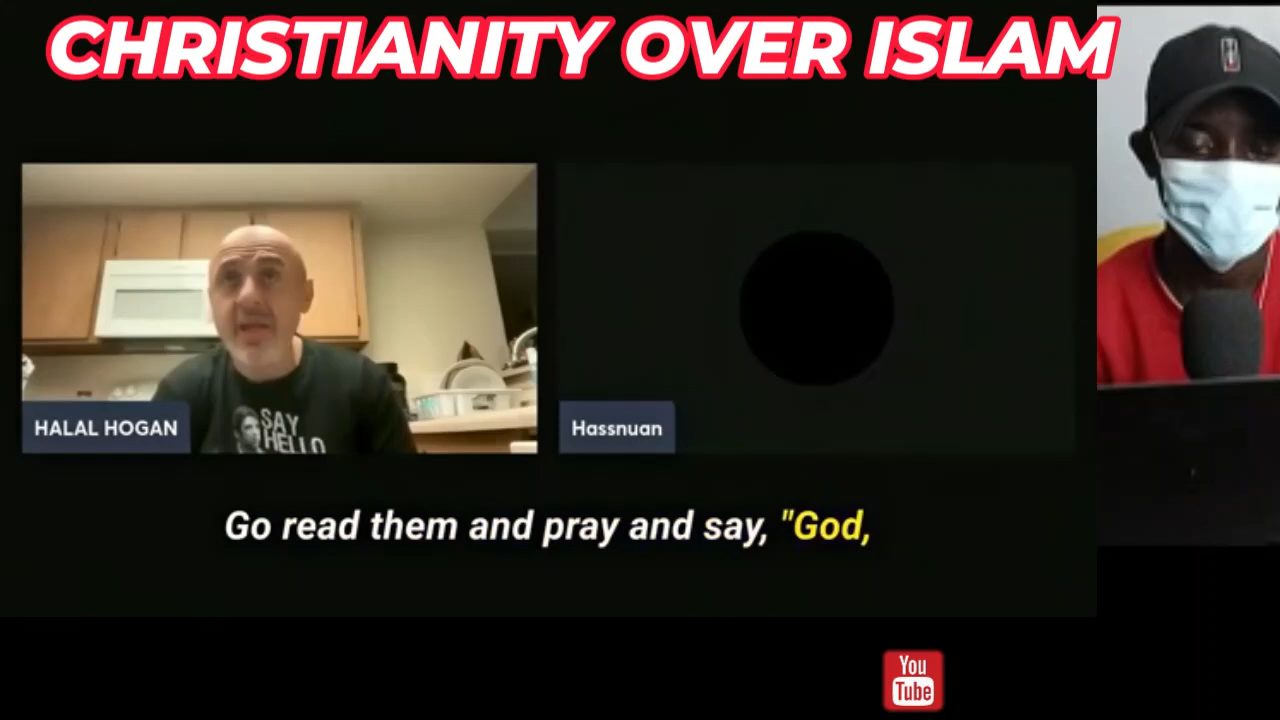 CHRISTIANITY OVER ISLAM
SAY
HELLO
HALAL HOGAN
Hassnuan
Go read them and pray and say, "God,
You
Tube